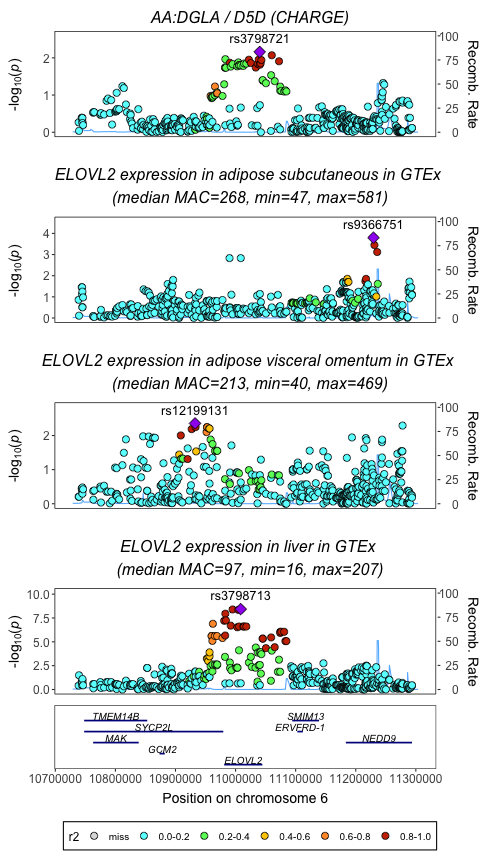 AA:DGLA / D5D (CHARGE)
rs3798721
-log10(p)
0
1
2
0
25
50
75
100
Recomb. Rate
ELOVL2 expression in adipose subcutaneous in GTEx
(median MAC=268, min=47, max=581)
rs9366751
-log10(p)
0
1
2
3
4
0
25
50
75
100
Recomb. Rate
ELOVL2 expression in adipose visceral omentum in GTEx
(median MAC=213, min=40, max=469)
rs12199131
-log10(p)
0
1
2
0
25
50
75
100
Recomb. Rate
ELOVL2 expression in liver in GTEx
(median MAC=97, min=16, max=207)
rs3798713
-log10(p)
0.0
2.5
5.0
7.5
10.0
0
25
50
75
100
Recomb. Rate
TMEM14B SMIM13
SYCP2L ERVERD-1
MAK NEDD9
GCM2
ELOVL2
10700000 10800000 10900000 11000000 11100000 11200000 11300000
Position on chromosome 6
r2 miss 0.0-0.2 0.2-0.4 0.4-0.6 0.6-0.8 0.8-1.0